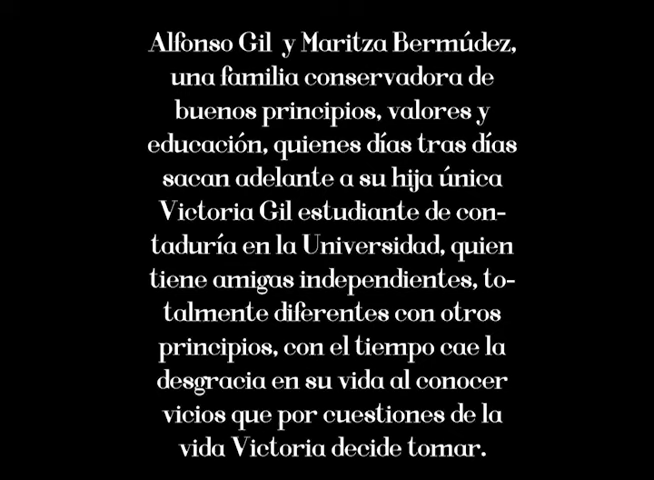 Alfonso Gil y Maritza Bermúdez,
una familia conservadora de
buenos principios, valores y
educación, quienes días tras días
sacan adelante a su hija única
Victoria Gil estudiante de con-
taduría en la Universidad, quien
tiene amigas independientes, to-
talmente diferentes con otros
principios, con el tiempo cae la
desgracia en su vida al conocer
vicios que por cuestiones de la
vida Victoria decide tomar.